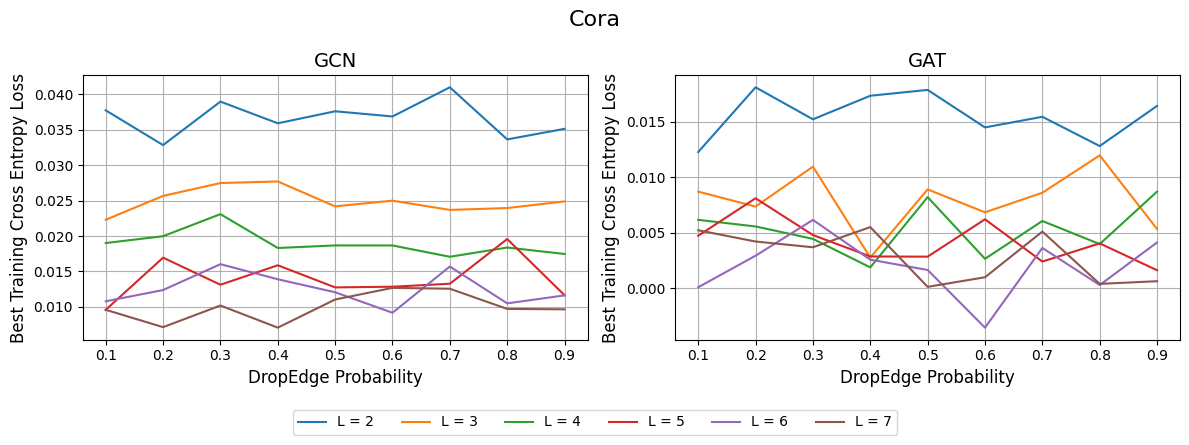 Cora
GCN
GAT
Best Training Cross Entropy Loss
0.040
0.035
0.030
0.025
0.020
0.015
0.010
0.1 0.2 0.3 0.4 0.5 0.6 0.7 0.8 0.9
DropEdge Probability
Best Training Cross Entropy Loss
0.015
0.010
0.005
0.000
0.1 0.2 0.3 0.4 0.5 0.6 0.7 0.8 0.9
DropEdge Probability
L = 2 L = 3 L = 4 L = 5 L = 6 L = 7